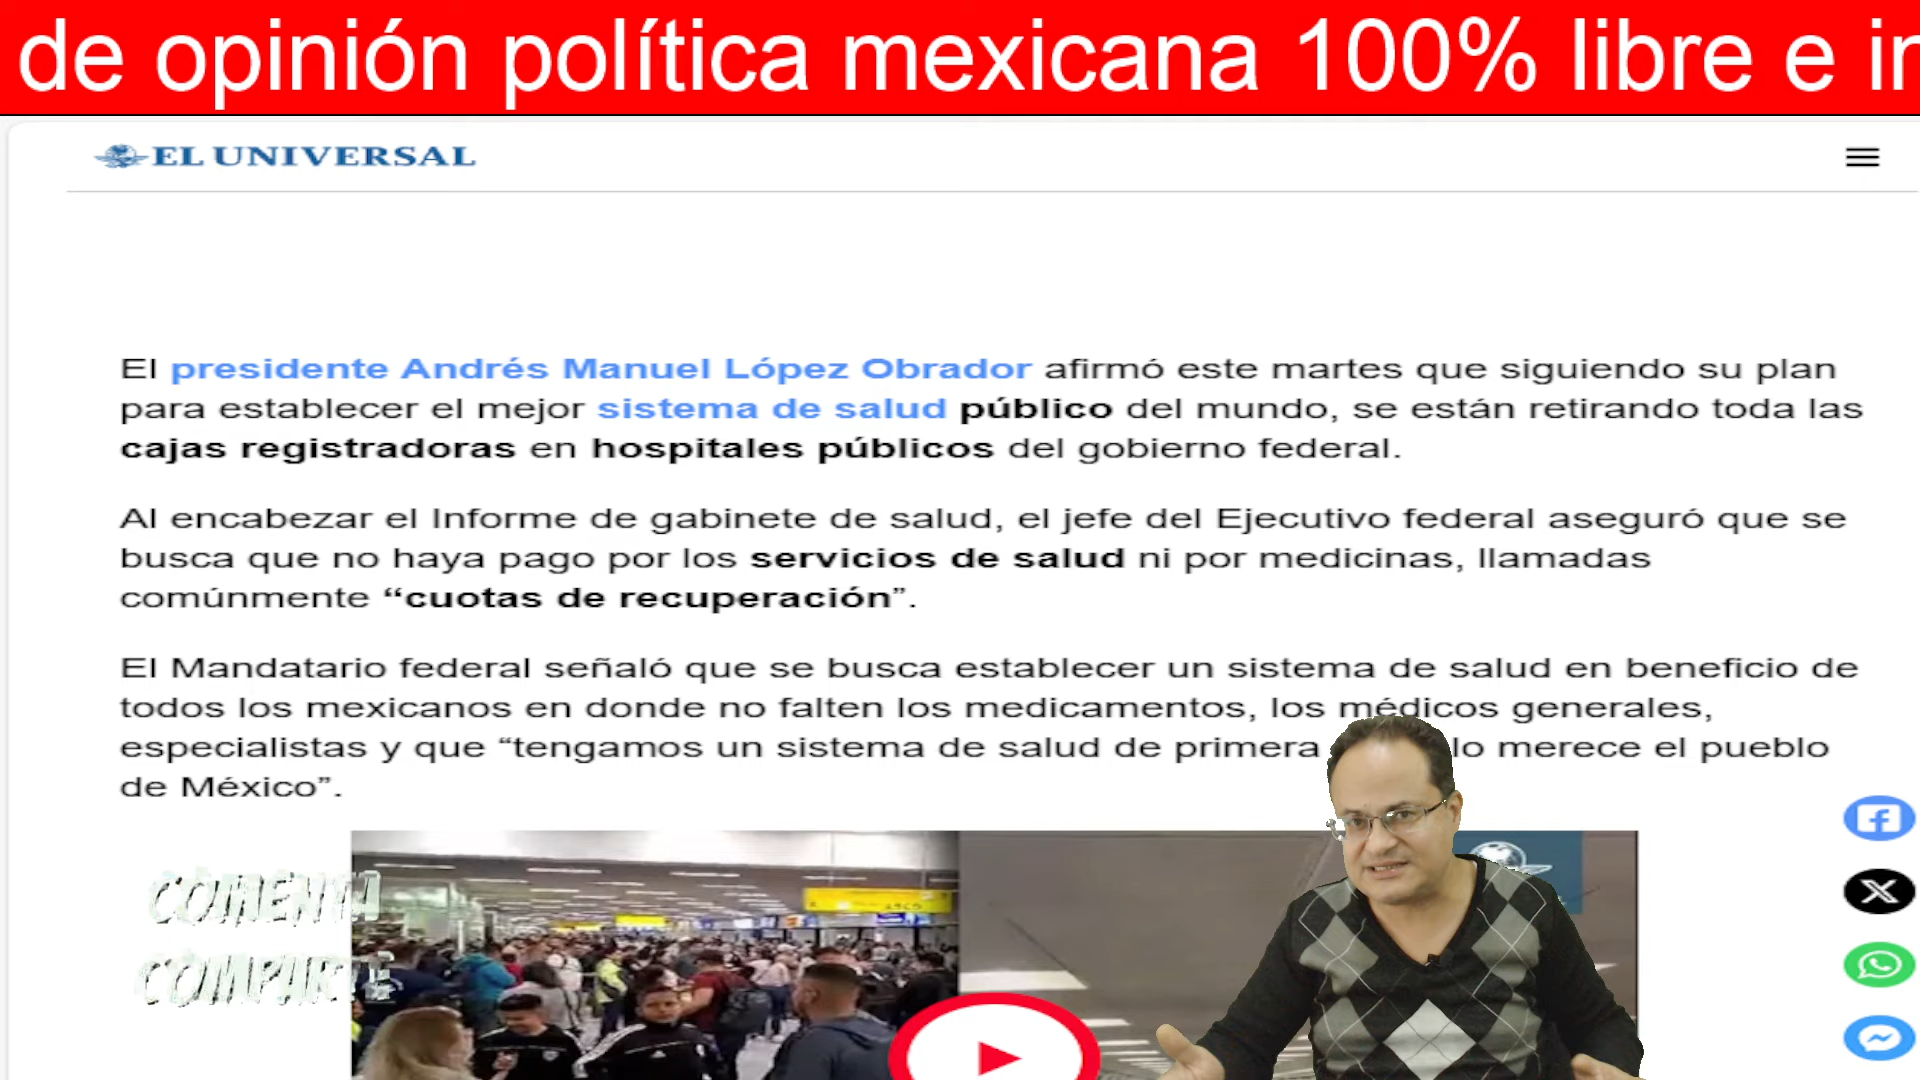 de opinión política mexicana 100% libre e in
EL UNIVERSAL
El presidente Andrés Manuel López Obrador afirmó este martes que siguiendo su plan
para establecer el mejor sistema de salud público del mundo, se están retirando toda las
cajas registradoras en hospitales públicos del gobierno federal.
Al encabezar el Informe de gabinete de salud, el jefe del Ejecutivo federal aseguró que se
busca que no haya pago por los servicios de salud ni por medicinas, llamadas
comúnmente “cuotas de recuperación”.
El Mandatario federal señaló que se busca establecer un sistema de salud en beneficio de
todos los mexicanos en donde no falten los medicamentos, los médicos generales,
especialistas y que “tengamos un sistema de salud de primera lo merece el pueblo
de México”.
COMENTA
COMPARTE